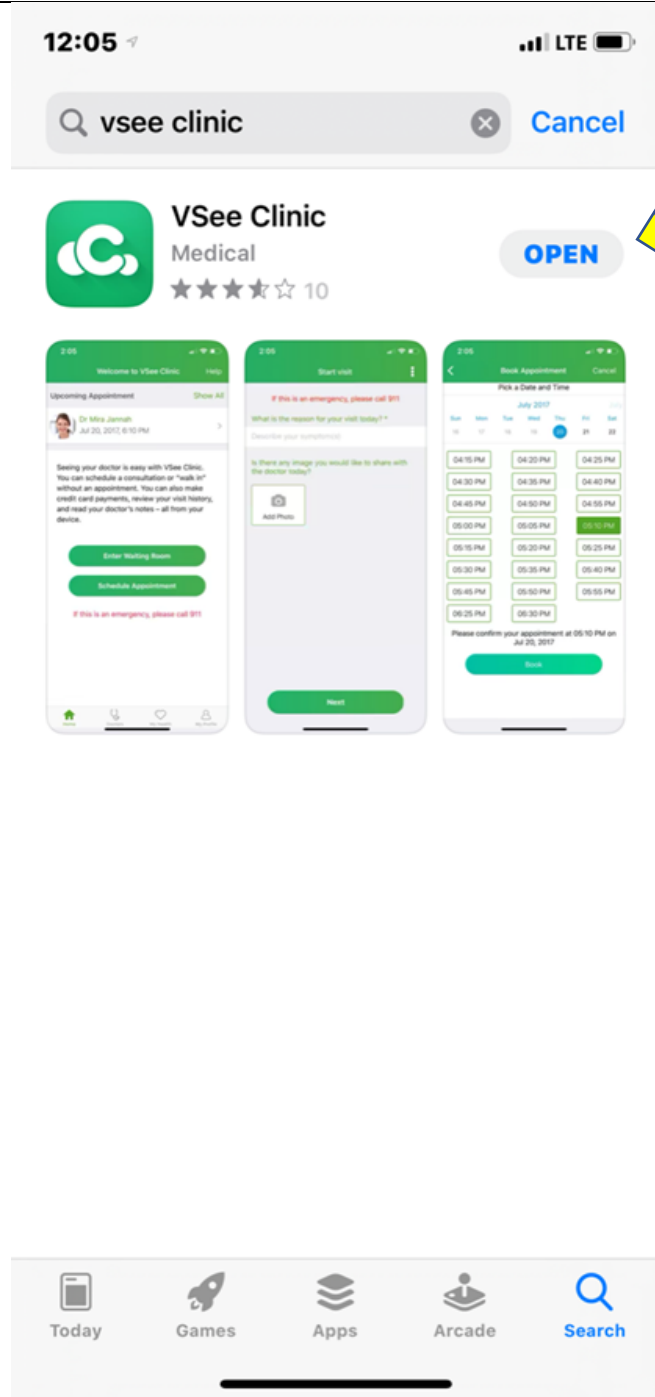 12:05
LTE
vsee clinic
Cancel
VSee Clinic
Medical
OPEN
10
2:05
Welcome to VSee Clinic
Help
Upcoming Appointment
Show All
Dr Mira Jannah
Jul 20, 2017, 6:10 PM
Seeing your doctor is easy with VSee Clinic.
You can schedule a consultation or "walk in"
without an appointment. You can also make
credit card payments, review your visit history,
and read your doctor's notes – all from your
device.
Enter Waiting Room
Schedule Appointment
If this is an emergency, please call 911
Home
2:05
Start visit
If this is an emergency, please call 911
What is the reason for your visit today? *
Describe your symptom(s)
Is there any image you would like to share with
the doctor today?
Add Photo
Next
2:05
Book Appointment
Cancel
Pick a Date and Time
July 2017
Sun Mon Tue Wed Thu Fri Sat
16 17 18 19 20 21 22
04:15 PM 04:20 PM 04:25 PM
04:30 PM 04:35 PM 04:40 PM
04:45 PM 04:50 PM 04:55 PM
05:00 PM 05:05 PM 05:10 PM
05:15 PM 05:20 PM 05:25 PM
05:30 PM 05:35 PM 05:40 PM
05:45 PM 05:50 PM 05:55 PM
06:25 PM 06:30 PM
Please confirm your appointment at 05:10 PM on
Jul 20, 2017
Book
Today
Games
Apps
Arcade
Search